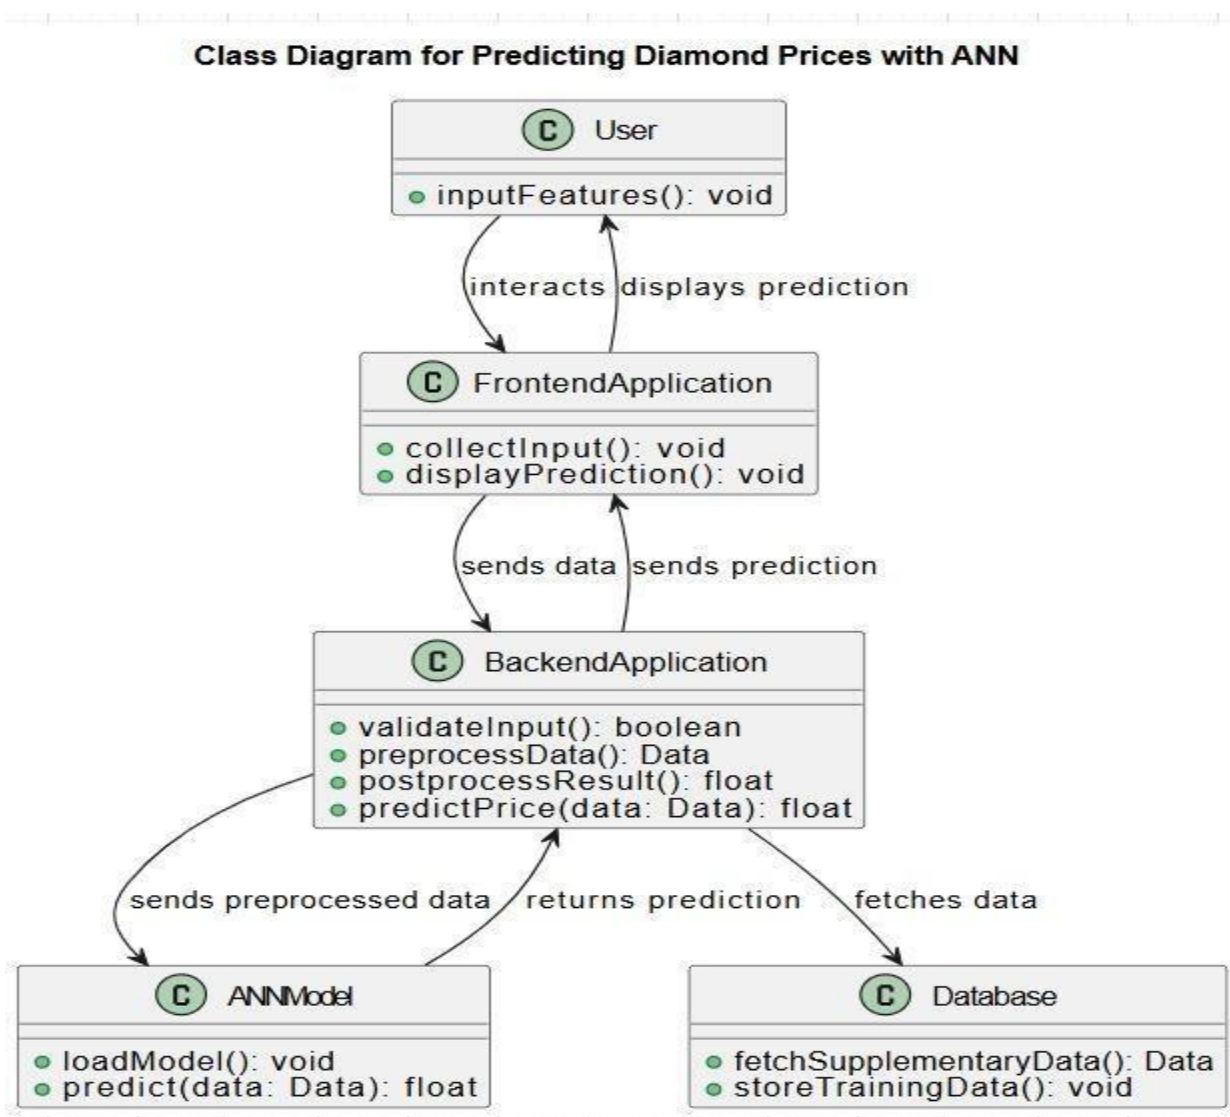 Class Diagram for Predicting Diamond Prices with ANN
C User
inputFeatures(): void
interacts displays prediction
C FrontendApplication
collectInput(): void
displayPrediction(): void
sends data sends prediction
C BackendApplication
validateInput(): boolean
preprocessData(): Data
postprocessResult(): float
predictPrice(data: Data): float
sends preprocessed data returns prediction fetches data
C ANNModel
loadModel(): void
predict(data: Data): float
C Database
fetchSupplementaryData(): Data
storeTrainingData(): void